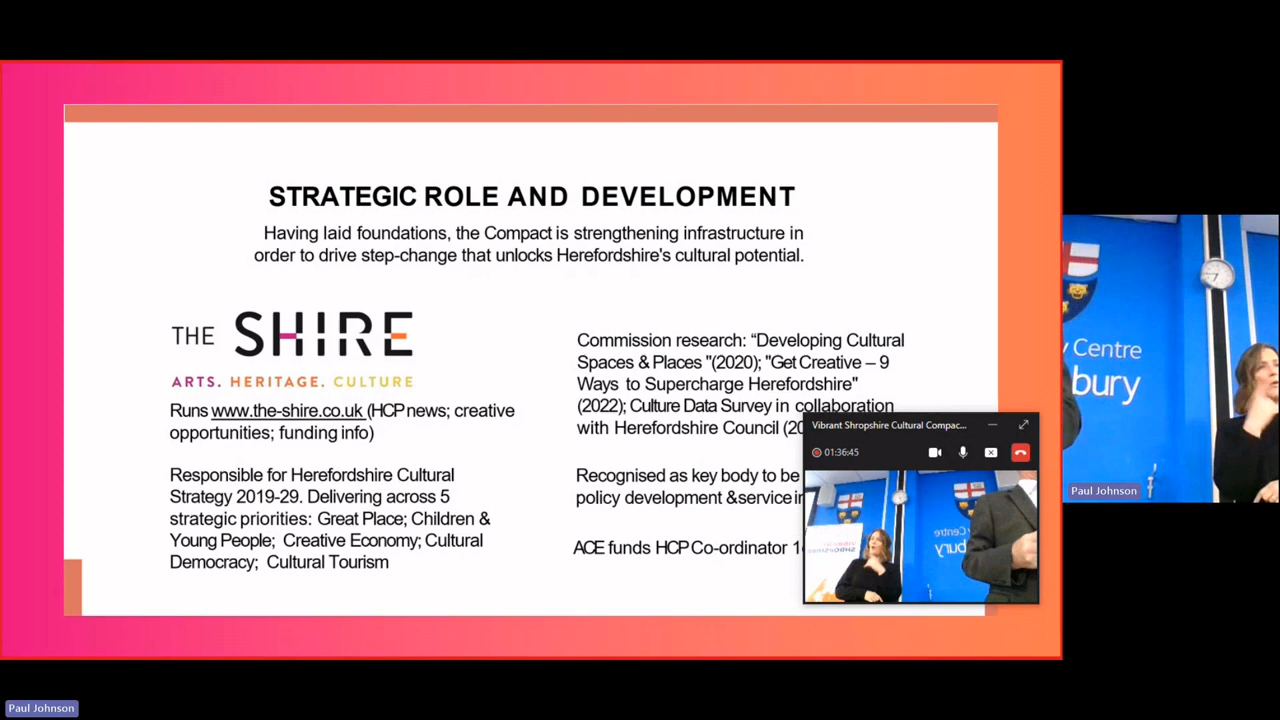 STRATEGIC ROLE AND DEVELOPMENT
Having laid foundations, the Compact is strengthening infrastructure in
order to drive step-change that unlocks Herefordshire's cultural potential.
THE SHIRE
ARTS. HERITAGE. CULTURE
Runs www.the-shire.co.uk (HCP news; creative
opportunities; funding info)
Responsible for Herefordshire Cultural
Strategy 2019-29. Delivering across 5
strategic priorities: Great Place; Children &
Young People; Creative Economy; Cultural
Democracy; Cultural Tourism
Commission research: “Developing Cultural
Spaces & Places "(2020); "Get Creative – 9
Ways to Supercharge Herefordshire"
(2022); Culture Data Survey in collaboration
with Herefordshire Council
Recognised as key body to be
policy development &service
ACE funds HCP Co-ordinator
Vibrant Shropshire Cultural Compac...
01:36:45
Centre
bury
Centre
Paul Johnson
Paul Johnson